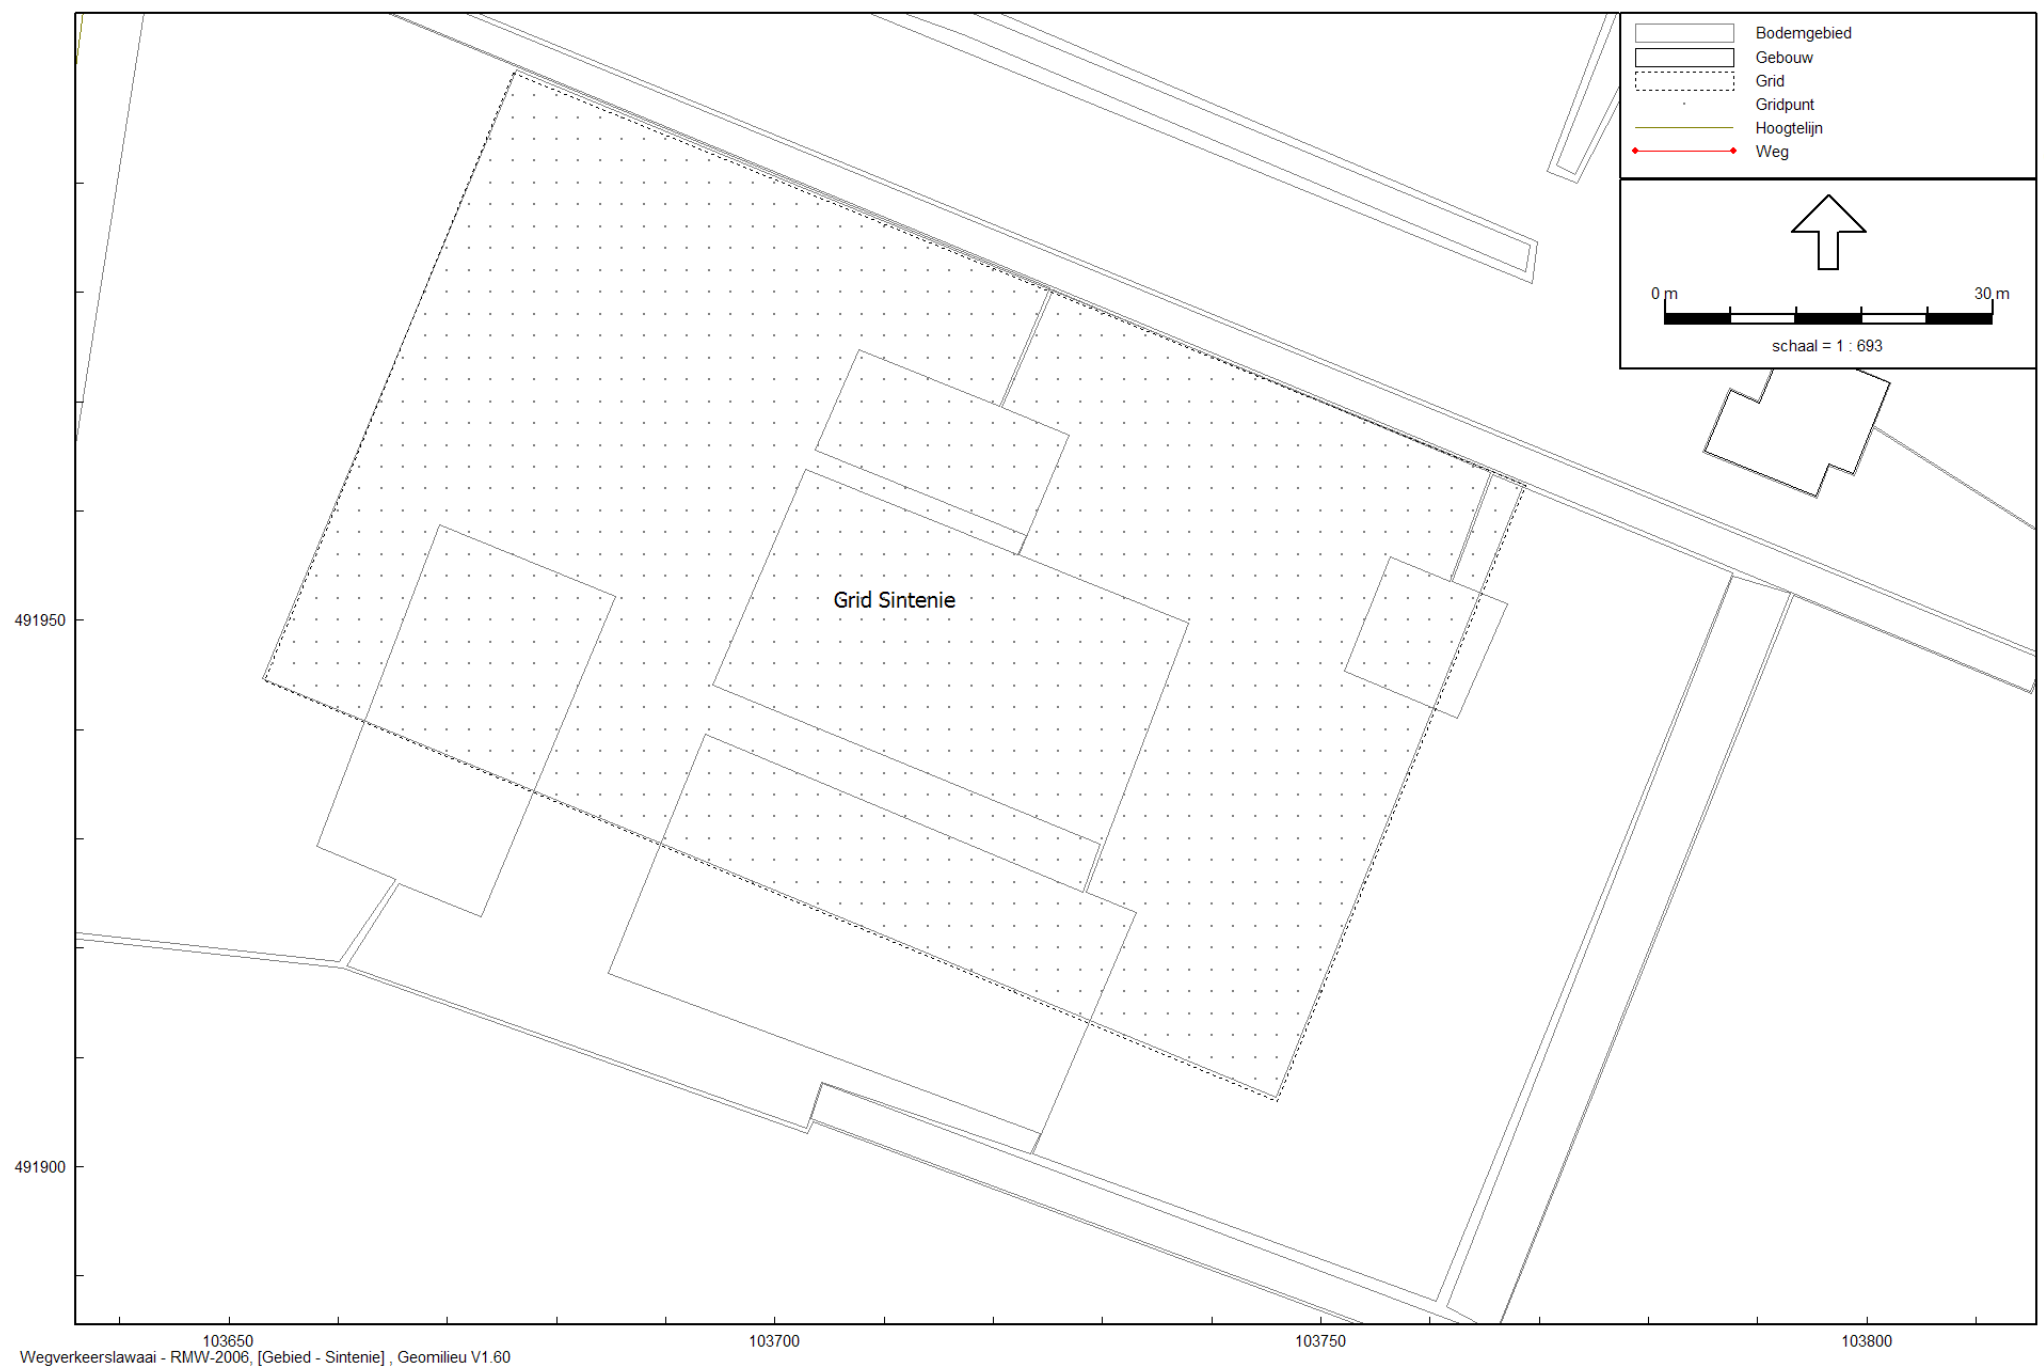 Bodemgebied
Gebouw
Grid
Gridpunt
Hoogtelijn
Weg
0 m 30 m
schaal = 1 : 693
Grid Sintenie
491950
491900
103650 103700 103750 103800
Wegverkeerslawaai - RMW-2006, [Gebied - Sintenie] , Geomilieu V1.60